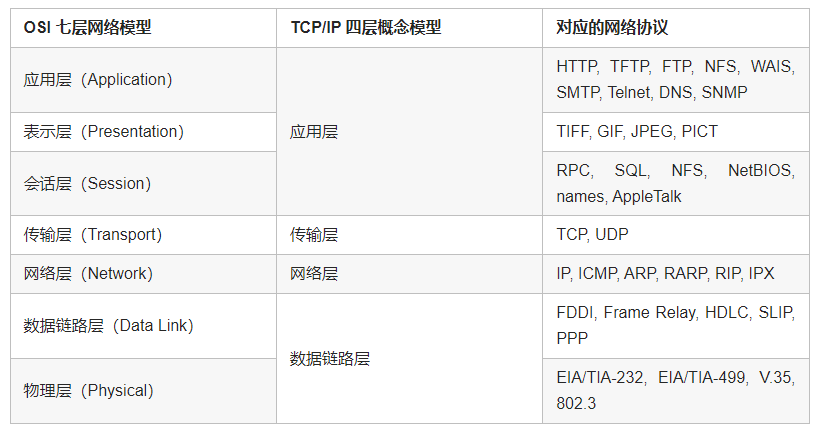 OSI 七层网络模型
TCP/IP 四层概念模型
对应的网络协议
应用层（Application）
应用层
HTTP, TFTP, FTP, NFS, WAIS,
SMTP, Telnet, DNS, SNMP
表示层（Presentation）
TIFF, GIF, JPEG, PICT
会话层（Session）
RPC, SQL, NFS, NetBIOS,
names, AppleTalk
传输层（Transport）
传输层
TCP, UDP
网络层（Network）
网络层
IP, ICMP, ARP, RARP, RIP, IPX
数据链路层（Data Link）
数据链路层
FDDI, Frame Relay, HDLC, SLIP,
PPP
物理层（Physical）
EIA/TIA-232, EIA/TIA-499, V.35,
802.3